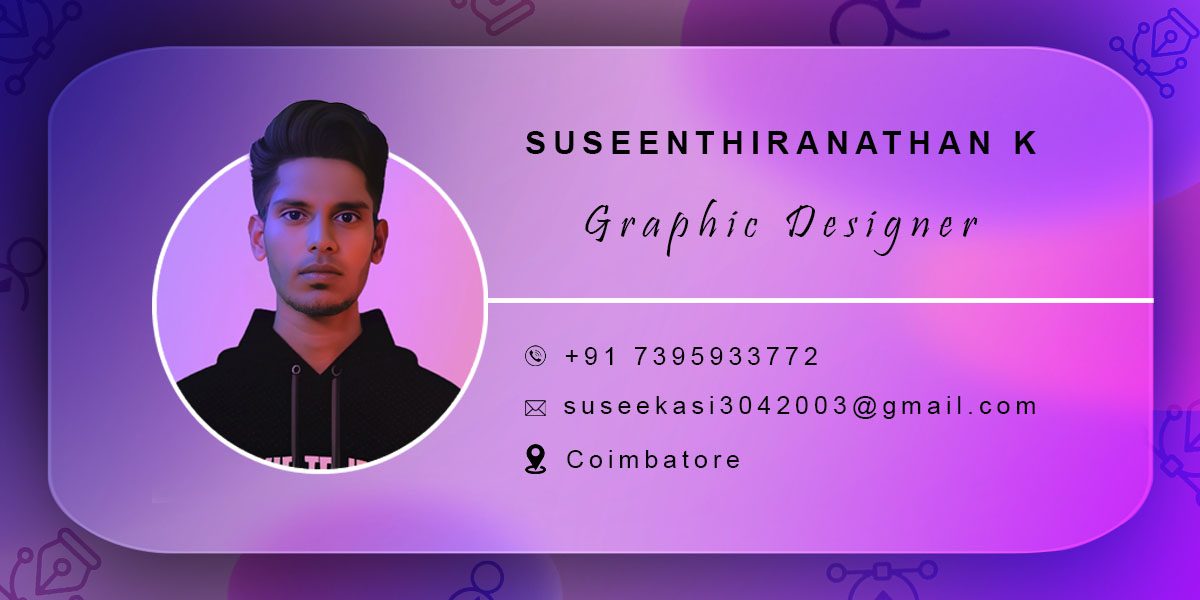 SUSEENTHIRANATHAN K
Graphic Designer
+91 7395933772
suseekasi3042003@gmail.com
Coimbatore